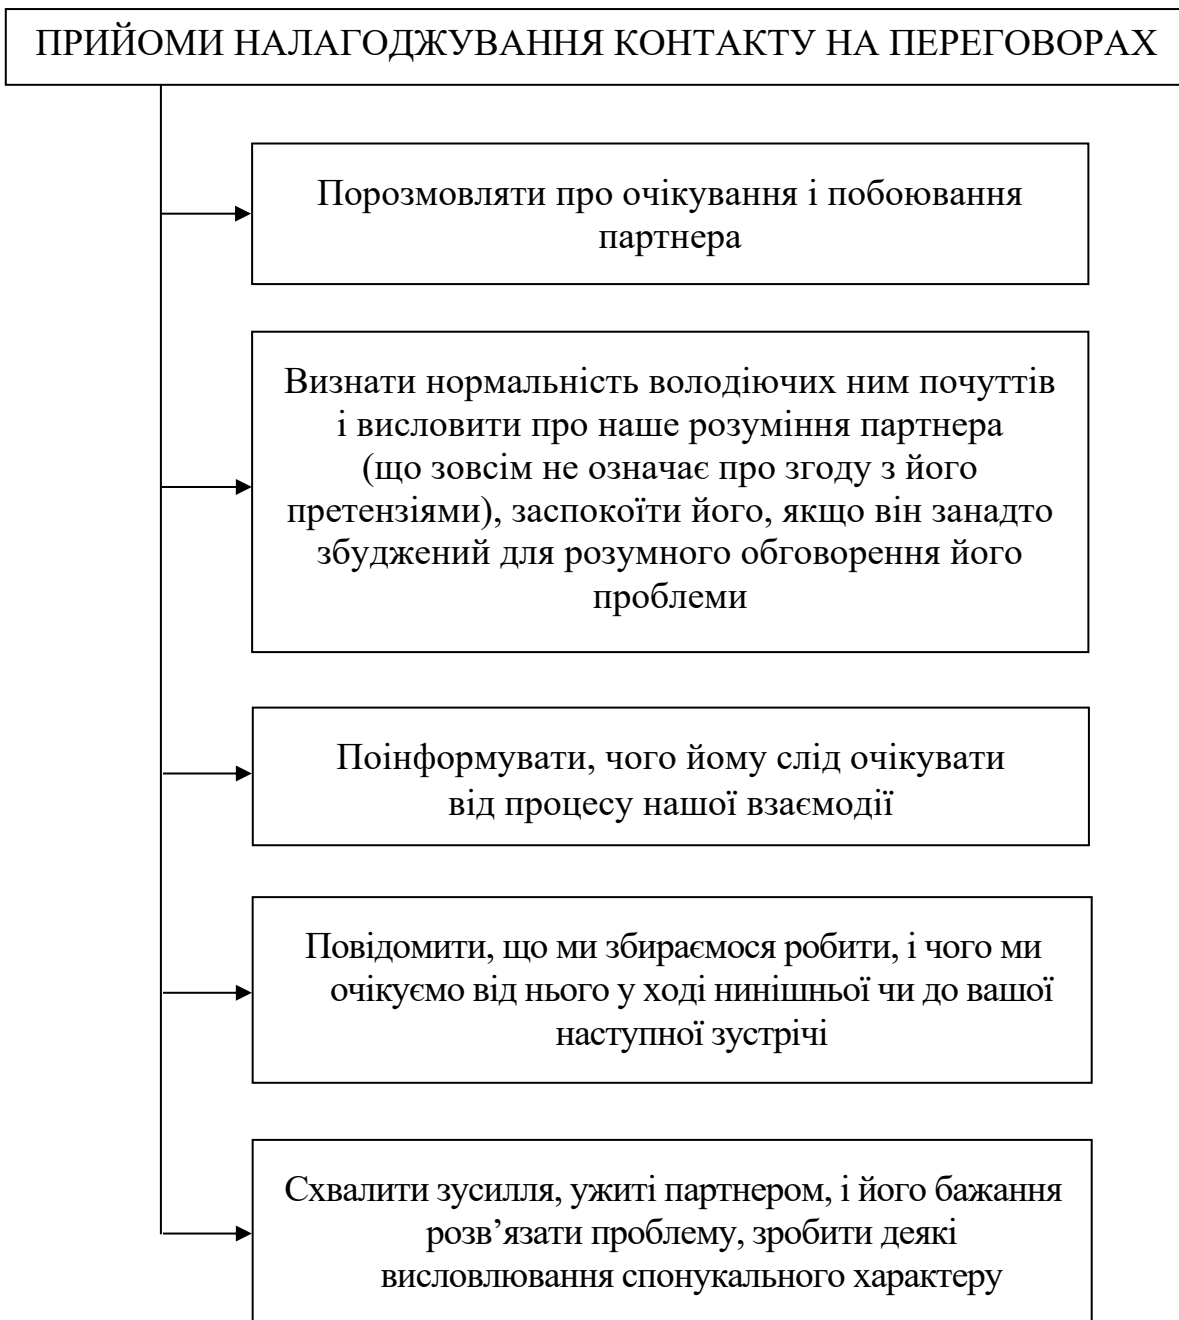 ПРИЙОМИ НАЛАГОДЖУВАННЯ КОНТАКТУ НА ПЕРЕГОВОРАХ
Порозмовляти про очікування і побоювання
партнера
Визнати нормальність володіючих ним почуттів
і висловити про наше розуміння партнера
(що зовсім не означає про згоду з його
претензіями), заспокоїти його, якщо він занадто
збуджений для розумного обговорення його
проблеми
Поінформувати, чого йому слід очікувати
від процесу нашої взаємодії
Повідомити, що ми збираємося робити, і чого ми
очікуємо від нього у ході нинішньої чи до вашої
наступної зустрічі
Схвалити зусилля, ужиті партнером, і його бажання
розв’язати проблему, зробити деякі
висловлювання спонукального характеру